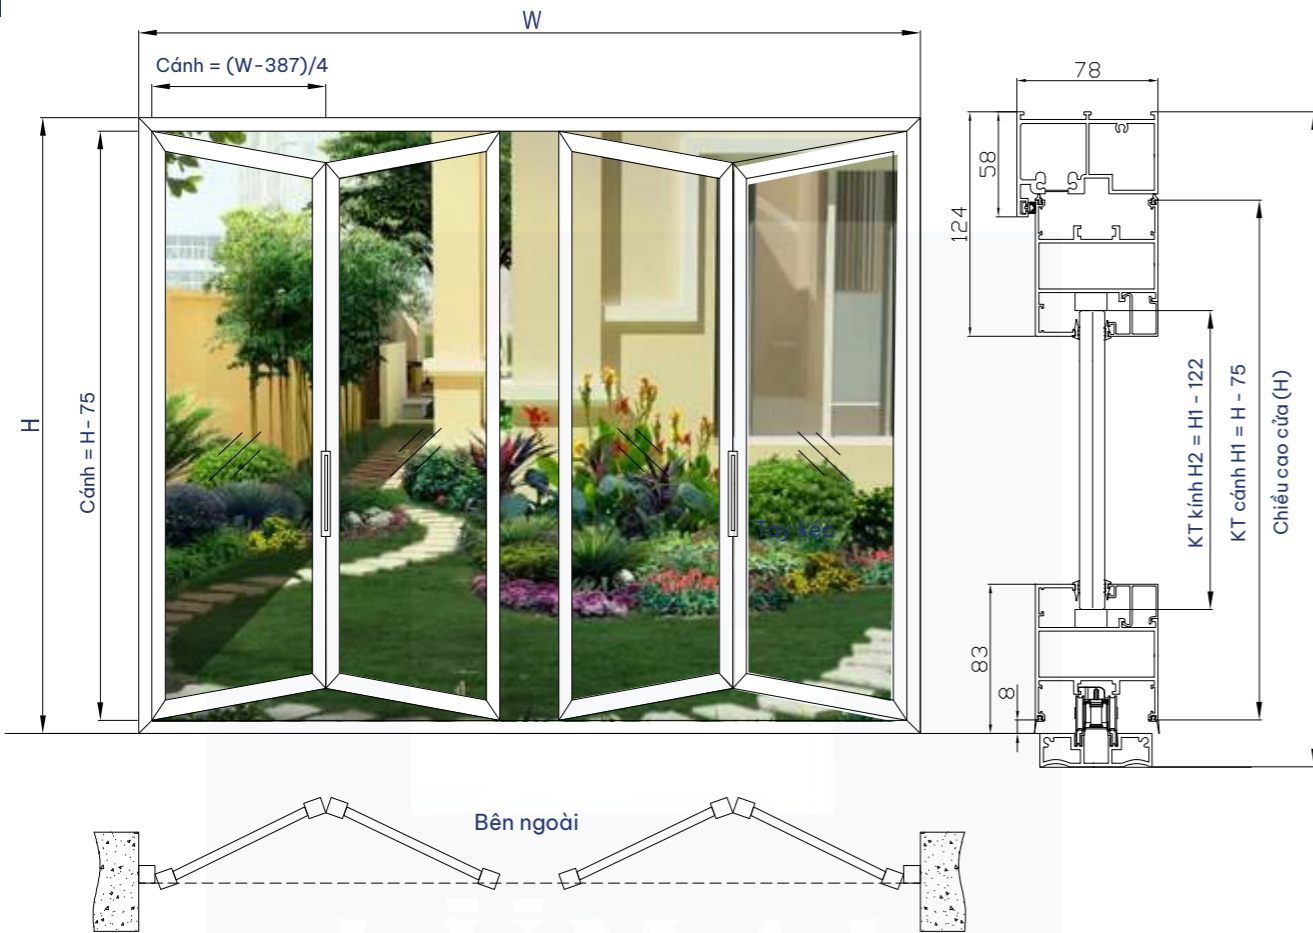 W
Cánh = (W-387)/4
H
Cánh = H - 75
Tay kéo
78
58
124
KT kính H2 = H1 - 122
KT cánh H1 = H - 75
Chiều cao cửa (H)
83
8
Bên ngoài